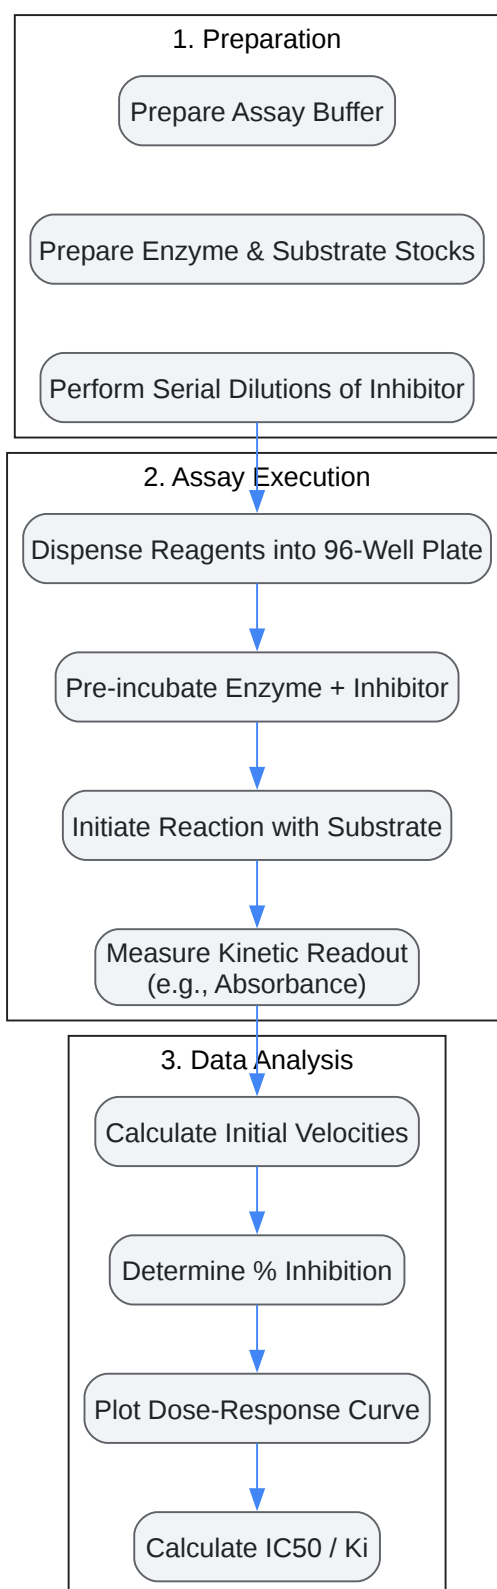 1. Preparation
Prepare Assay Buffer
Prepare Enzyme & Substrate Stocks
Perform Serial Dilutions of Inhibitor
2. Assay Execution
Dispense Reagents into 96-Well Plate
Pre-incubate Enzyme + Inhibitor
Initiate Reaction with Substrate
Measure Kinetic Readout
(e.g., Absorbance)
3. Data Analysis
Calculate Initial Velocities
Determine % Inhibition
Plot Dose-Response Curve
Calculate IC50 / Ki